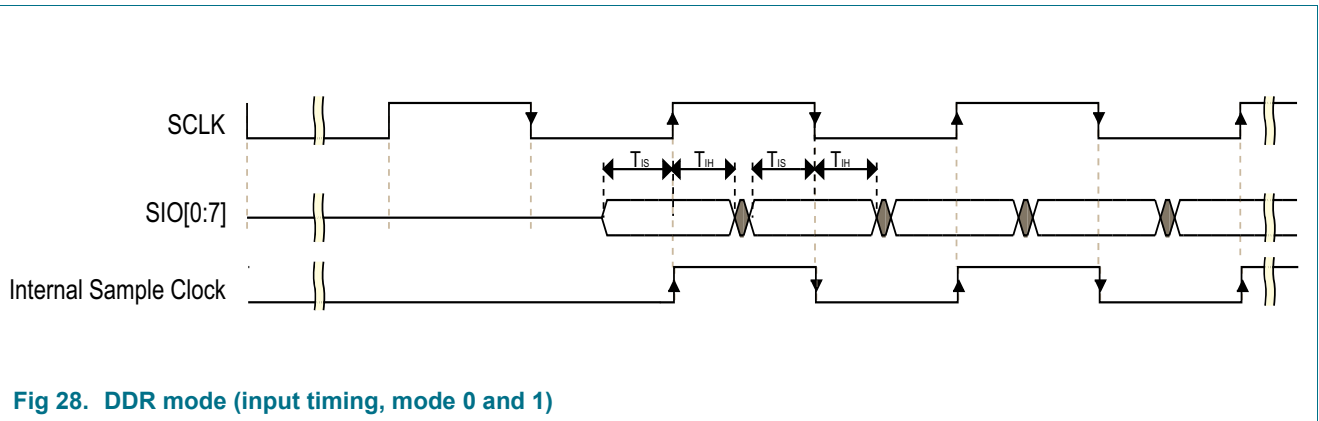 SCLK
TIS TIH TIS TIH
SIO[0:7]
Internal Sample Clock
Fig 28. DDR mode (input timing, mode 0 and 1)